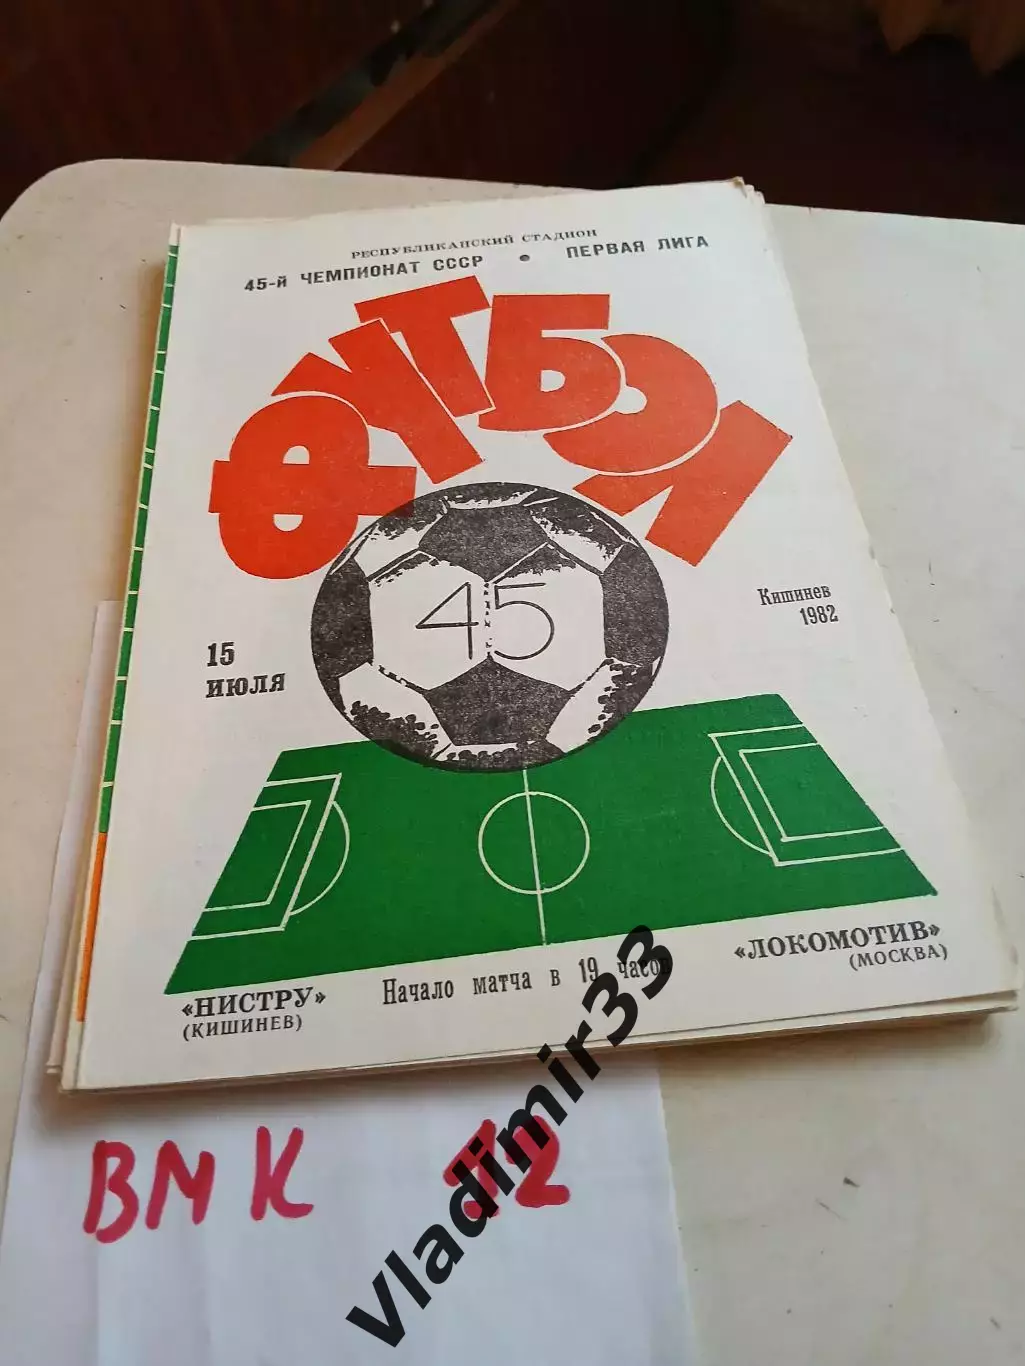 РЕСПУБЛИКАНСКИЙ СТАДИОН
45-й ЧЕМПИОНАТ СССР • ПЕРВАЯ ЛИГА
ФУТБОЛ
45
15
ИЮЛЯ
Кишинев
1982
«НИСТРУ»
(КИШИНЕВ)
Начало матча в 19 часов
«ЛОКОМОТИВ»
(МОСКВА)
ВМК
Vladimir33